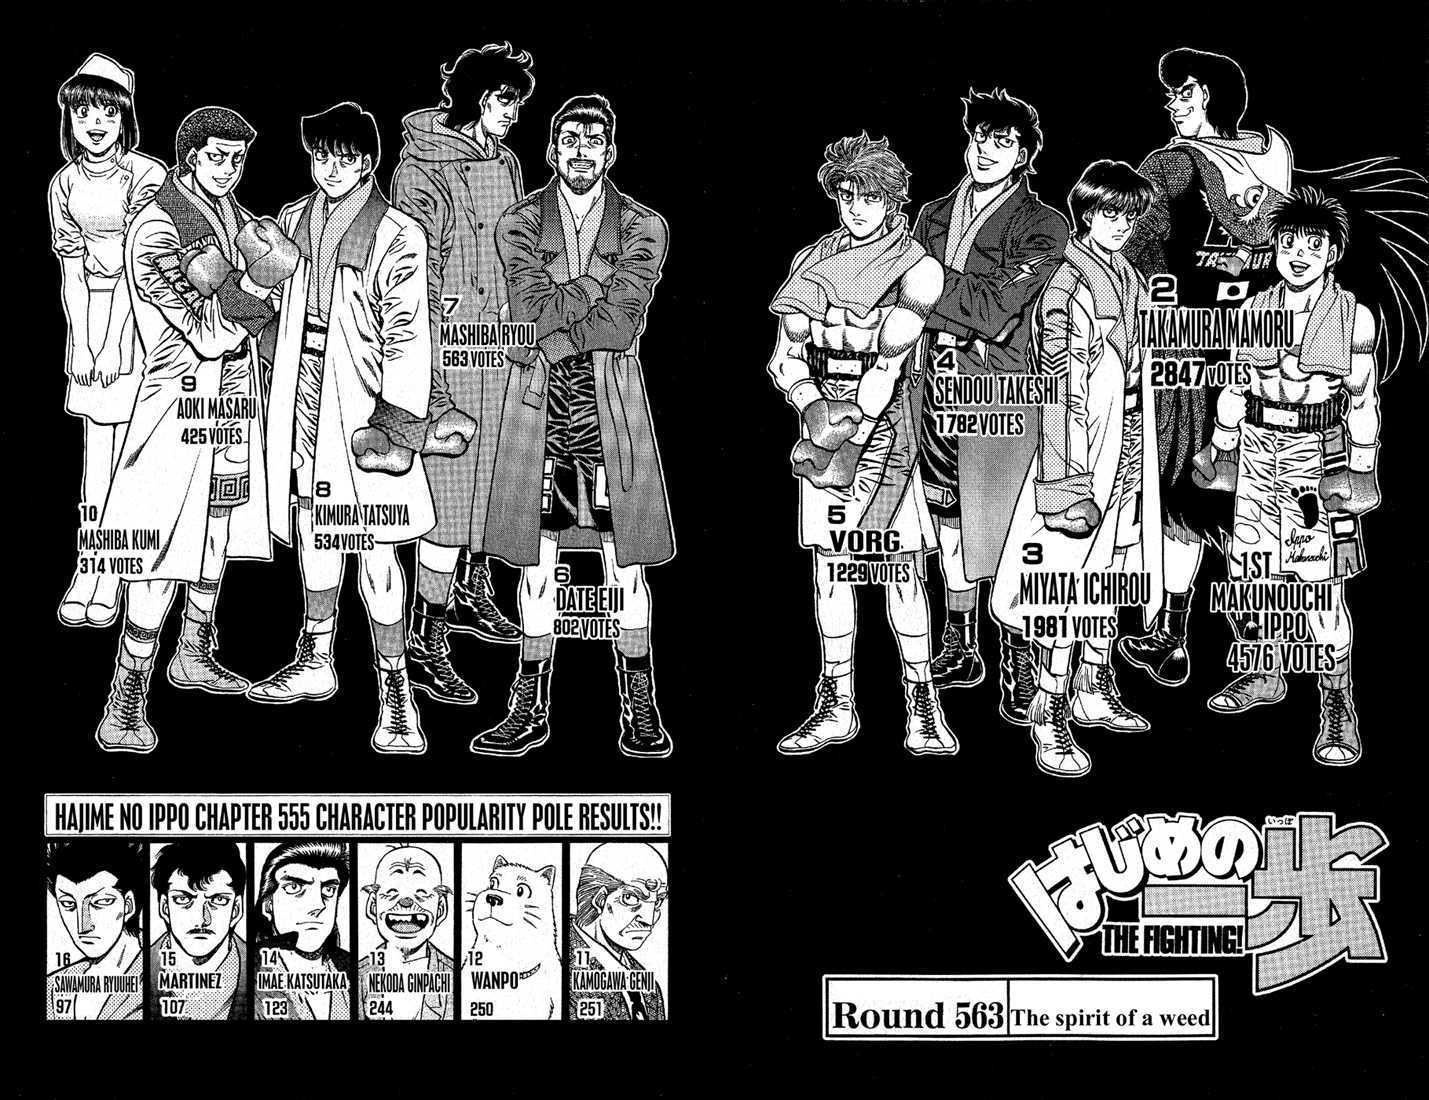 7
MASHIBA RYOU
563 VOTES
9
AOKI MASARU
425 VOTES
8
KIMURA TATSUYA
534 VOTES
10
MASHIBA KUMI
314 VOTES
6
DATE EIJI
802 VOTES
2
TAKAMURA MAMORU
2847 VOTES
4
SENDOU TAKESHI
1782 VOTES
5
VORG
1229 VOTES
3
MIYATA ICHIROU
1981 VOTES
Ippo
Makunouchi
1ST
MAKUNOUCHI
IPPO
4576 VOTES
HAJIME NO IPPO CHAPTER 555 CHARACTER POPULARITY POLE RESULTS!!
16
SAWAMURA RYUUHEI
97
15
MARTINEZ
107
14
IMAE KATSUTAKA
123
13
NEKODA GINPACHI
244
12
WANPO
250
11
KAMOGAWA GENJI
251
いっぽ
はじめの一歩
THE FIGHTING!
Round 563
The spirit of a weed